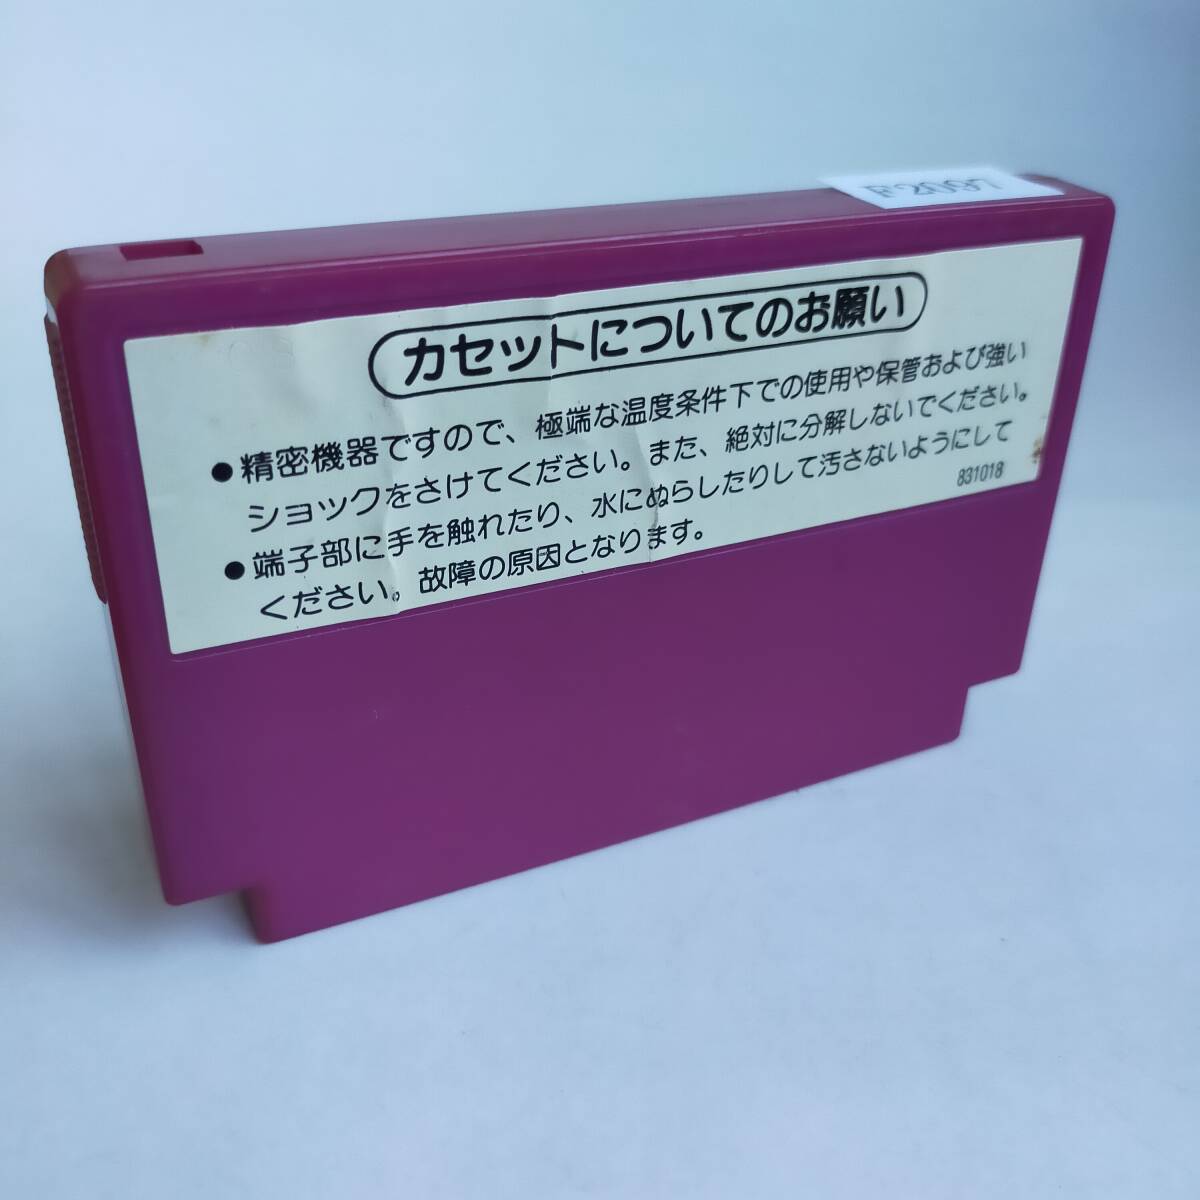 F2097
カセットについてのお願い
●精密機器ですので、極端な温度条件下での使用や保管および強い
ショックをさけてください。また、絶対に分解しないでください。
●端子部に手を触れたり、水にぬらしたりして汚さないようにして
ください。故障の原因となります。
831018